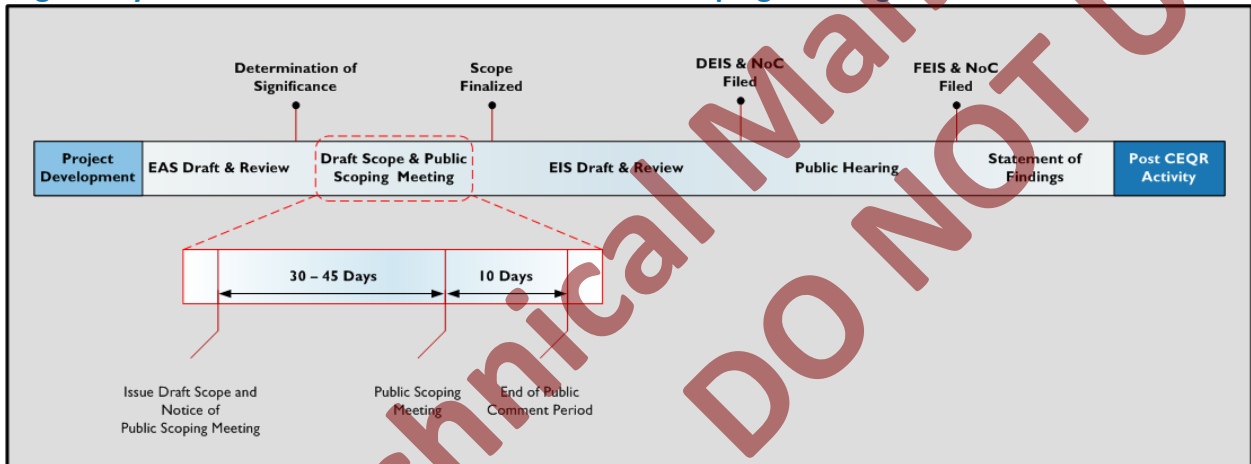 Determination of
Significance
Scope
Finalized
DEIS & NoC
Filed
FEIS & NoC
Filed
Project
Development
EAS Draft & Review
Draft Scope & Public
Scoping Meeting
EIS Draft & Review
Public Hearing
Statement of
Findings
Post CEQR
Activity
30 – 45 Days
10 Days
Issue Draft Scope and
Notice of
Public Scoping Meeting
Public Scoping
Meeting
End of Public
Comment Period
DO NOT U